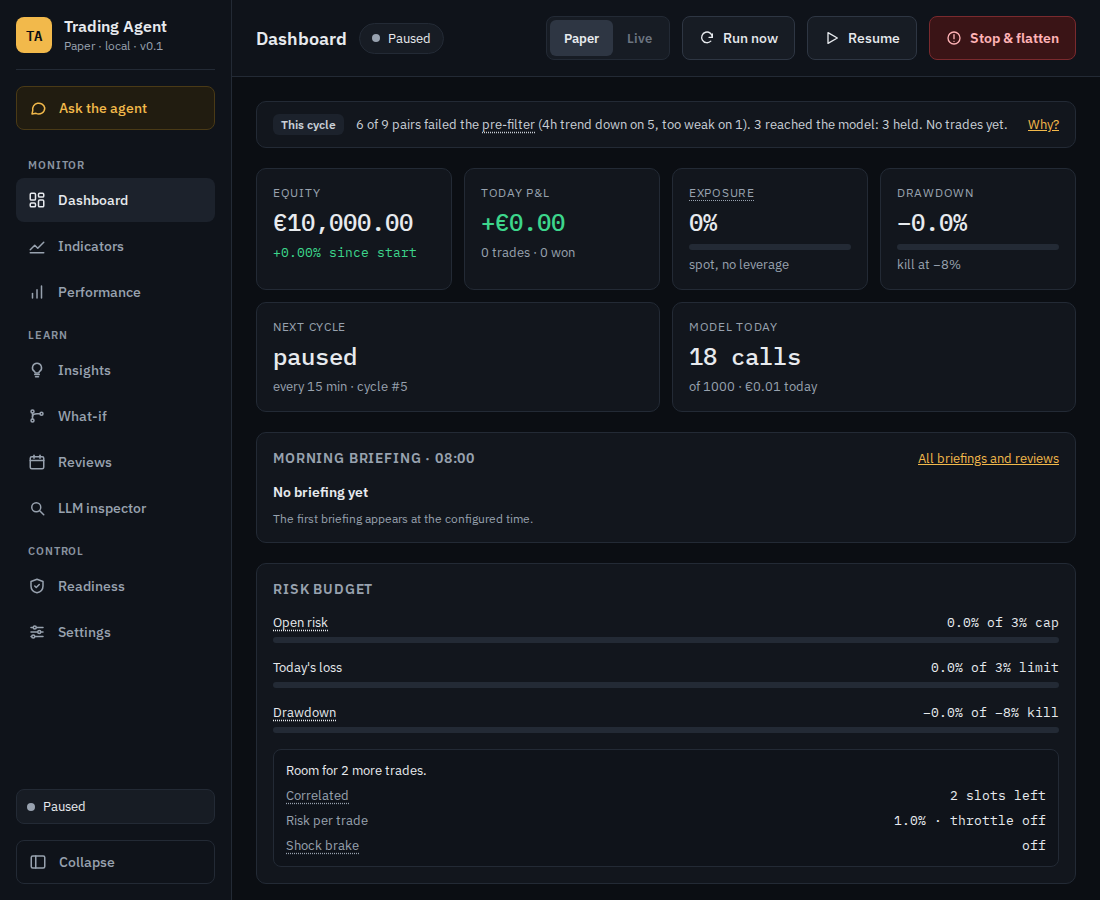 TA
Trading Agent
Paper · local · v0.1
Ask the agent
MONITOR
Dashboard
Indicators
Performance
LEARN
Insights
What-if
Reviews
LLM inspector
CONTROL
Readiness
Settings
Paused
Collapse
Dashboard
Paused
Paper
Live
Run now
Resume
Stop & flatten
This cycle 6 of 9 pairs failed the pre-filter (4h trend down on 5, too weak on 1). 3 reached the model: 3 held. No trades yet. Why?
EQUITY
€10,000.00
+0.00% since start
TODAY P&L
+€0.00
0 trades · 0 won
EXPOSURE
0%
spot, no leverage
DRAWDOWN
−0.0%
kill at −8%
NEXT CYCLE
paused
every 15 min · cycle #5
MODEL TODAY
18 calls
of 1000 · €0.01 today
MORNING BRIEFING · 08:00
All briefings and reviews
No briefing yet
The first briefing appears at the configured time.
RISK BUDGET
Open risk 0.0% of 3% cap
Today's loss 0.0% of 3% limit
Drawdown −0.0% of −8% kill
Room for 2 more trades.
Correlated 2 slots left
Risk per trade 1.0% · throttle off
Shock brake off